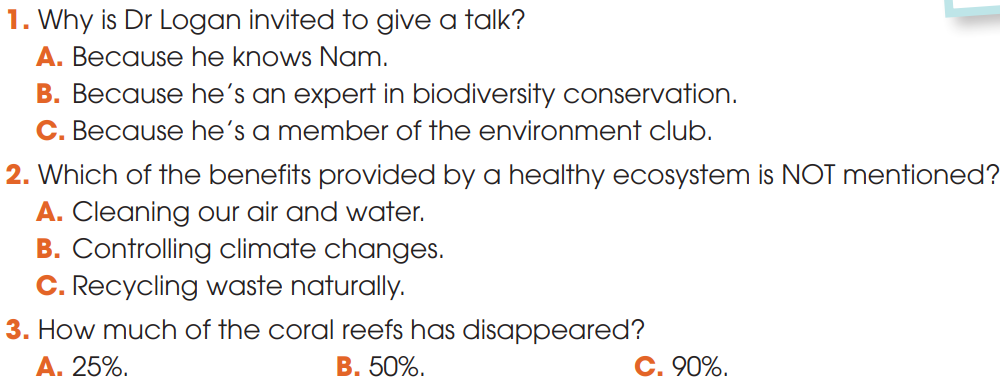 1. Why is Dr Logan invited to give a talk?
A. Because he knows Nam.
B. Because he's an expert in biodiversity conservation.
C. Because he's a member of the environment club.
2. Which of the benefits provided by a healthy ecosystem is NOT mentioned?
A. Cleaning our air and water.
B. Controlling climate changes.
C. Recycling waste naturally.
3. How much of the coral reefs has disappeared?
A. 25%. B. 50%. C. 90%.